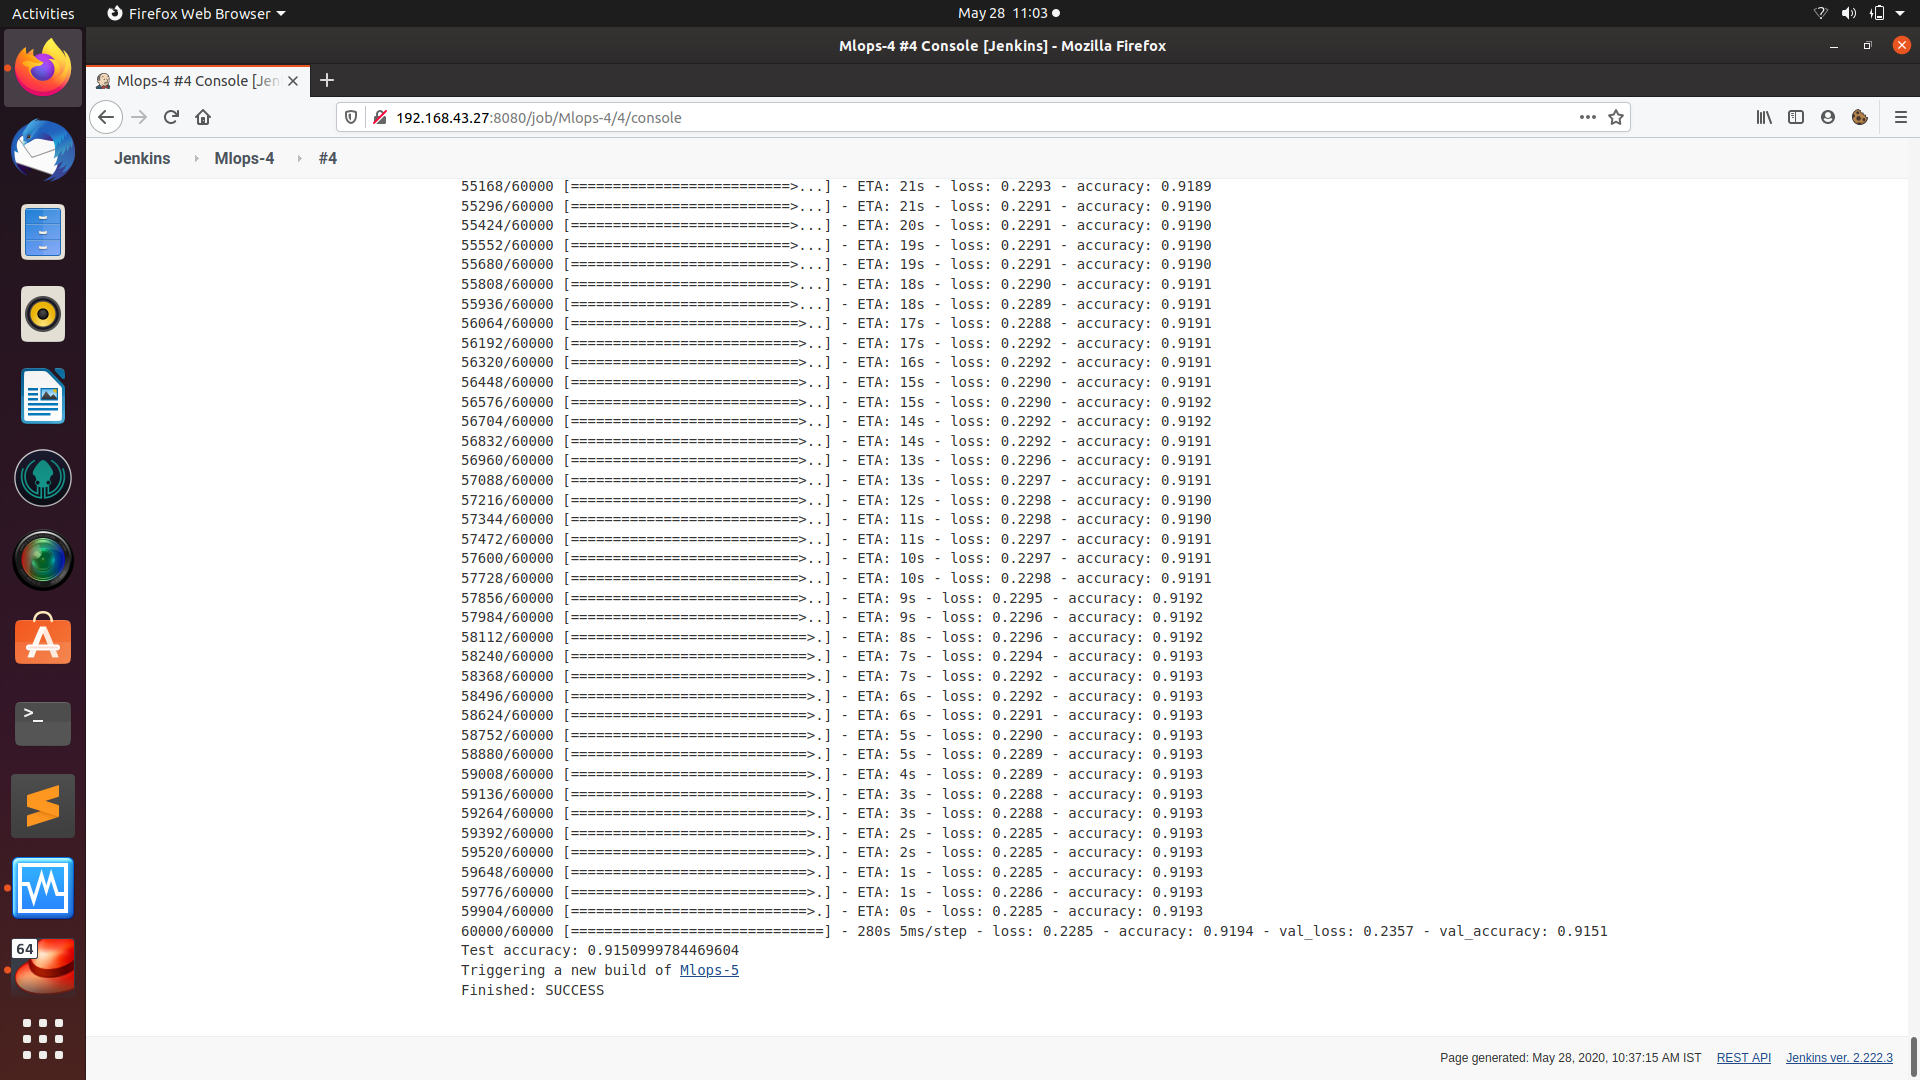 Activities
Firefox Web Browser
May 28 11:03
Mlops-4 #4 Console [Jenkins] - Mozilla Firefox
Mlops-4 #4 Console [Jen
192.168.43.27:8080/job/Mlops-4/4/console
Jenkins
Mlops-4
#4
55168/60000 [==========================>...] - ETA: 21s - loss: 0.2293 - accuracy: 0.9189
55296/60000 [==========================>...] - ETA: 21s - loss: 0.2291 - accuracy: 0.9190
55424/60000 [==========================>...] - ETA: 20s - loss: 0.2291 - accuracy: 0.9190
55552/60000 [==========================>...] - ETA: 19s - loss: 0.2291 - accuracy: 0.9190
55680/60000 [==========================>...] - ETA: 19s - loss: 0.2291 - accuracy: 0.9190
55808/60000 [==========================>...] - ETA: 18s - loss: 0.2290 - accuracy: 0.9191
55936/60000 [==========================>...] - ETA: 18s - loss: 0.2289 - accuracy: 0.9191
56064/60000 [===========================>..] - ETA: 17s - loss: 0.2288 - accuracy: 0.9191
56192/60000 [===========================>..] - ETA: 17s - loss: 0.2292 - accuracy: 0.9191
56320/60000 [===========================>..] - ETA: 16s - loss: 0.2292 - accuracy: 0.9191
56448/60000 [===========================>..] - ETA: 15s - loss: 0.2290 - accuracy: 0.9191
56576/60000 [===========================>..] - ETA: 15s - loss: 0.2290 - accuracy: 0.9192
56704/60000 [===========================>..] - ETA: 14s - loss: 0.2292 - accuracy: 0.9192
56832/60000 [===========================>..] - ETA: 14s - loss: 0.2292 - accuracy: 0.9191
56960/60000 [===========================>..] - ETA: 13s - loss: 0.2296 - accuracy: 0.9191
57088/60000 [===========================>..] - ETA: 13s - loss: 0.2297 - accuracy: 0.9191
57216/60000 [===========================>..] - ETA: 12s - loss: 0.2298 - accuracy: 0.9190
57344/60000 [===========================>..] - ETA: 11s - loss: 0.2298 - accuracy: 0.9190
57472/60000 [===========================>..] - ETA: 11s - loss: 0.2297 - accuracy: 0.9191
57600/60000 [===========================>..] - ETA: 10s - loss: 0.2297 - accuracy: 0.9191
57728/60000 [===========================>..] - ETA: 10s - loss: 0.2298 - accuracy: 0.9191
57856/60000 [===========================>..] - ETA: 9s - loss: 0.2295 - accuracy: 0.9192
57984/60000 [===========================>..] - ETA: 9s - loss: 0.2296 - accuracy: 0.9192
58112/60000 [============================>.] - ETA: 8s - loss: 0.2296 - accuracy: 0.9192
58240/60000 [============================>.] - ETA: 7s - loss: 0.2294 - accuracy: 0.9193
58368/60000 [============================>.] - ETA: 7s - loss: 0.2292 - accuracy: 0.9193
58496/60000 [============================>.] - ETA: 6s - loss: 0.2292 - accuracy: 0.9193
58624/60000 [============================>.] - ETA: 6s - loss: 0.2291 - accuracy: 0.9193
58752/60000 [============================>.] - ETA: 5s - loss: 0.2290 - accuracy: 0.9193
58880/60000 [============================>.] - ETA: 5s - loss: 0.2289 - accuracy: 0.9193
59008/60000 [============================>.] - ETA: 4s - loss: 0.2289 - accuracy: 0.9193
59136/60000 [============================>.] - ETA: 3s - loss: 0.2288 - accuracy: 0.9193
59264/60000 [============================>.] - ETA: 3s - loss: 0.2288 - accuracy: 0.9193
59392/60000 [============================>.] - ETA: 2s - loss: 0.2285 - accuracy: 0.9193
59520/60000 [============================>.] - ETA: 2s - loss: 0.2285 - accuracy: 0.9193
59648/60000 [============================>.] - ETA: 1s - loss: 0.2285 - accuracy: 0.9193
59776/60000 [============================>.] - ETA: 1s - loss: 0.2286 - accuracy: 0.9193
59904/60000 [============================>.] - ETA: 0s - loss: 0.2285 - accuracy: 0.9193
60000/60000 [==============================] - 280s 5ms/step - loss: 0.2285 - accuracy: 0.9194 - val_loss: 0.2357 - val_accuracy: 0.9151
Test accuracy: 0.9150999784469604
Triggering a new build of Mlops-5
Finished: SUCCESS
64
Page generated: May 28, 2020, 10:37:15 AM IST
REST API
Jenkins ver. 2.222.3